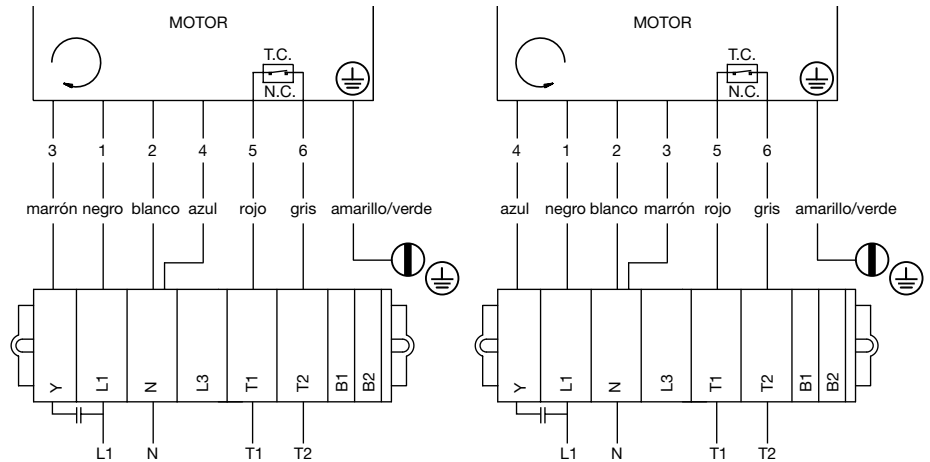 MOTOR
T.C.
N.C.
3 1 2 4 5 6
marrón negro blanco azul rojo gris amarillo/verde
Y L1 N L3 T1 T2 B1 B2
L1 N T1 T2
MOTOR
T.C.
N.C.
4 1 2 3 5 6
azul negro blanco marrón rojo gris amarillo/verde
Y L1 N L3 T1 T2 B1 B2
L1 N T1 T2